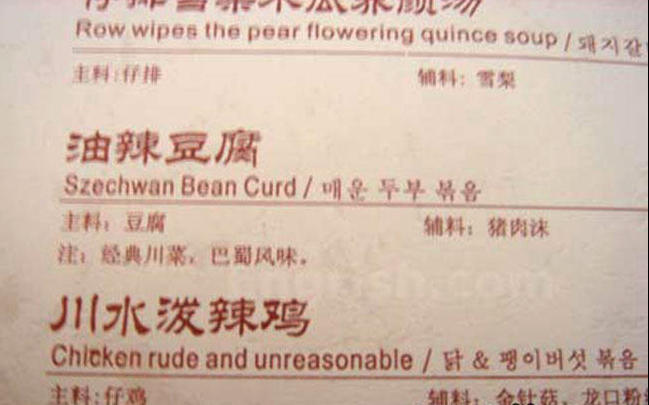 Row wipes the pear flowering quince soup / 돼지갈
主料:仔排 辅料: 雪梨
油辣豆腐
Szechwan Bean Curd / 매운 두부 볶음
主料: 豆腐 辅料: 猪肉沫
注: 经典川菜, 巴蜀风味。
川水泼辣鸡
Chicken rude and unreasonable / 닭 & 팽이버섯 볶음
主料:仔鸡 辅料: 金针菇、龙口粉